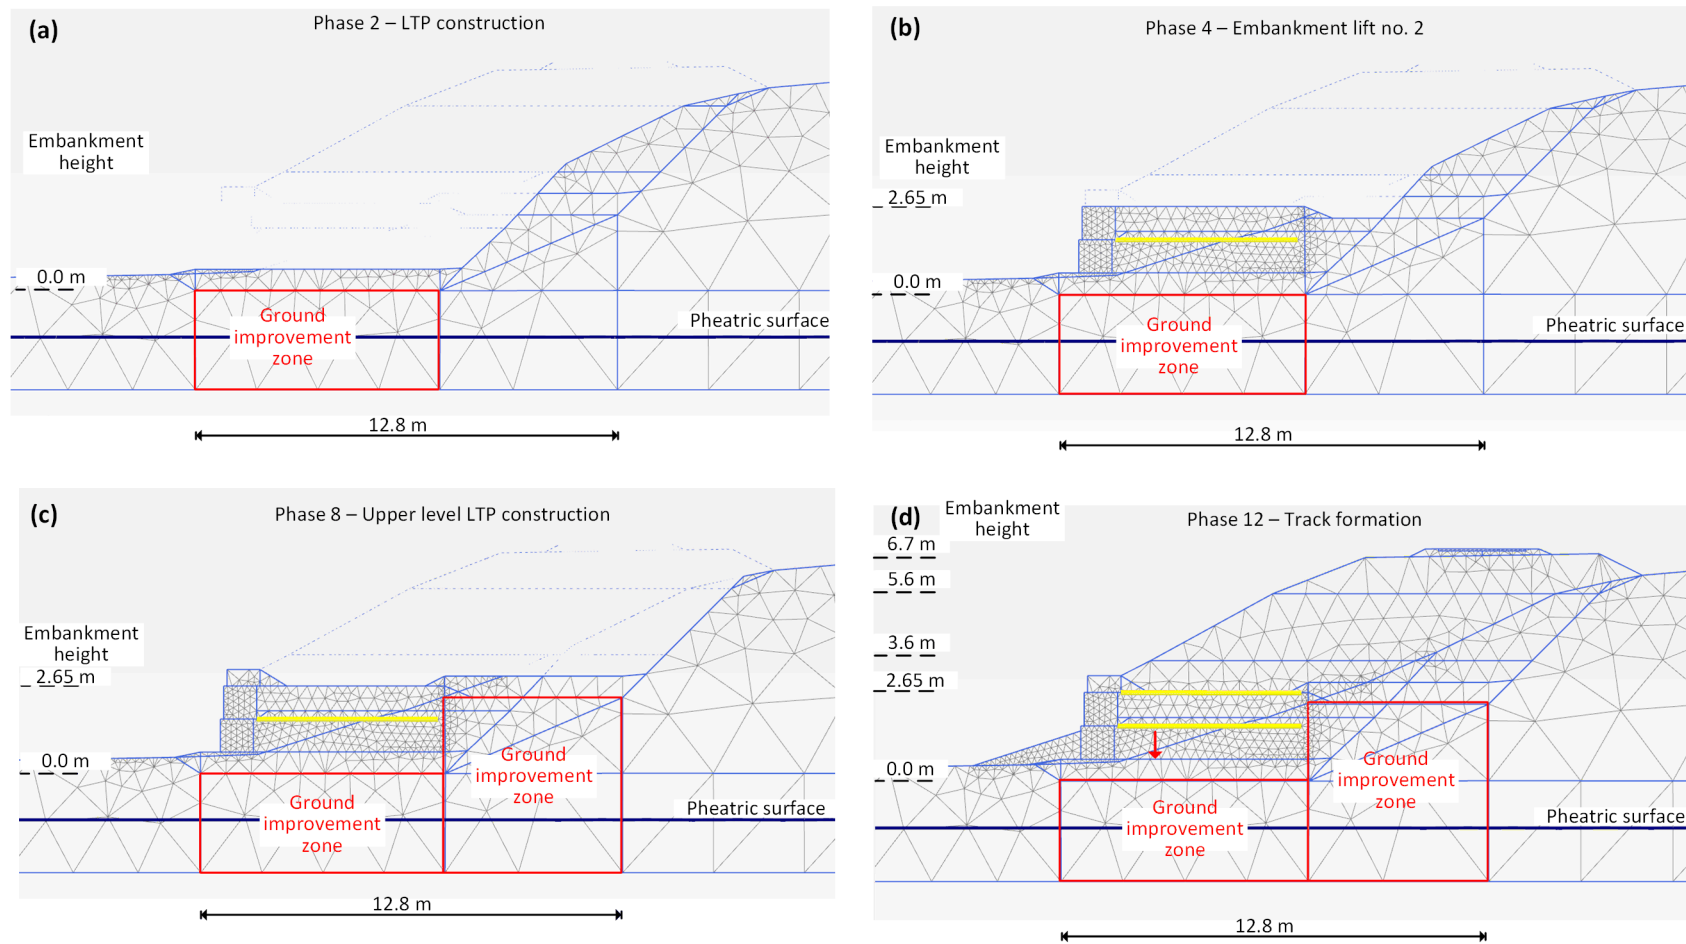 (a)
Phase 2 – LTP construction
Embankment
height
0.0 m
Pheatric surface
Ground
improvement
zone
12.8 m
(b)
Phase 4 – Embankment lift no. 2
Embankment
height
2.65 m
0.0 m
Pheatric surface
Ground
improvement
zone
12.8 m
(c)
Phase 8 – Upper level LTP construction
Embankment
height
2.65 m
0.0 m
Ground
improvement
zone
Ground
improvement
zone
Pheatric surface
12.8 m
(d)
Embankment
height
Phase 12 – Track formation
6.7 m
5.6 m
3.6 m
2.65 m
0.0 m
Ground
improvement
zone
Ground
improvement
zone
Pheatric surface
12.8 m